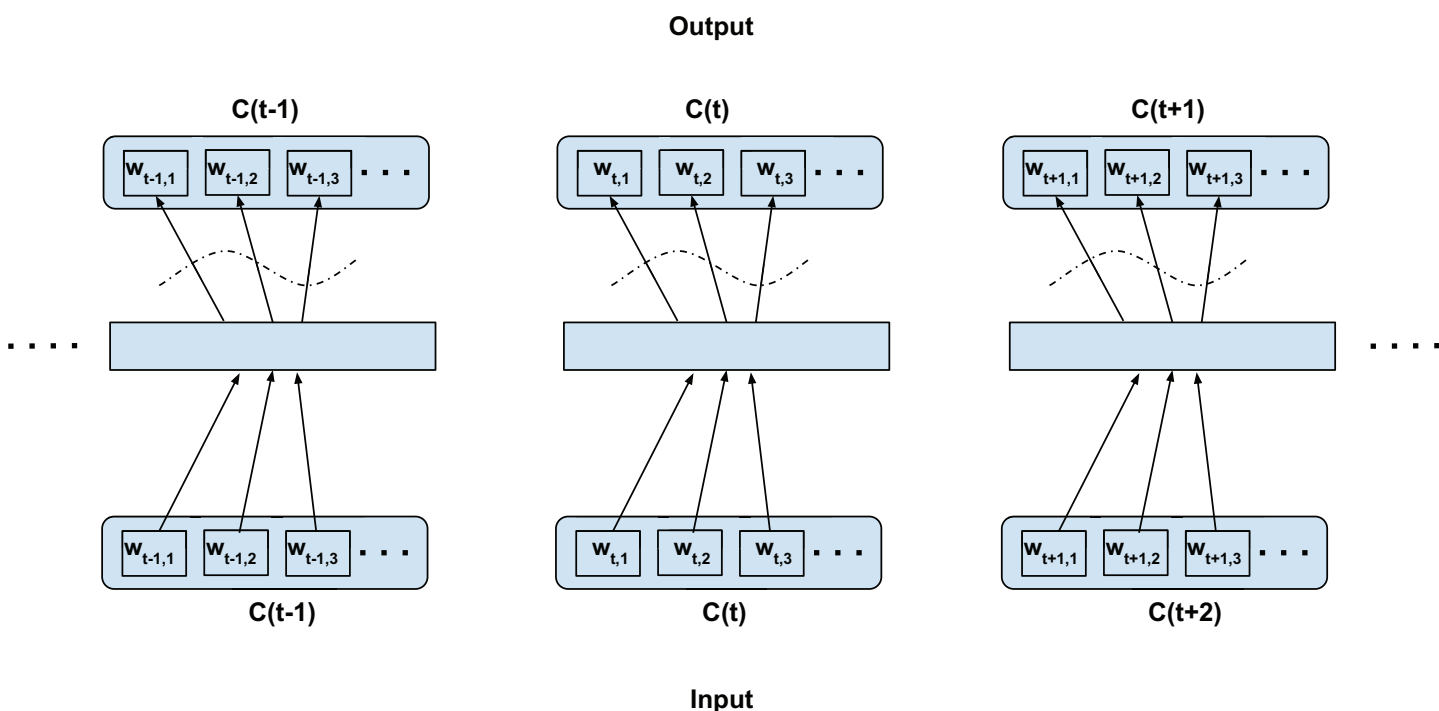 Output
C(t-1) C(t) C(t+1)
w t-1,1 w t-1,2 w t-1,3 . . . w t,1 w t,2 w t,3 . . . w t+1,1 w t+1,2 w t+1,3 . . .
. . . . . . . .
w t-1,1 w t-1,2 w t-1,3 . . . w t,1 w t,2 w t,3 . . . w t+1,1 w t+1,2 w t+1,3 . . .
C(t-1) C(t) C(t+2)
Input